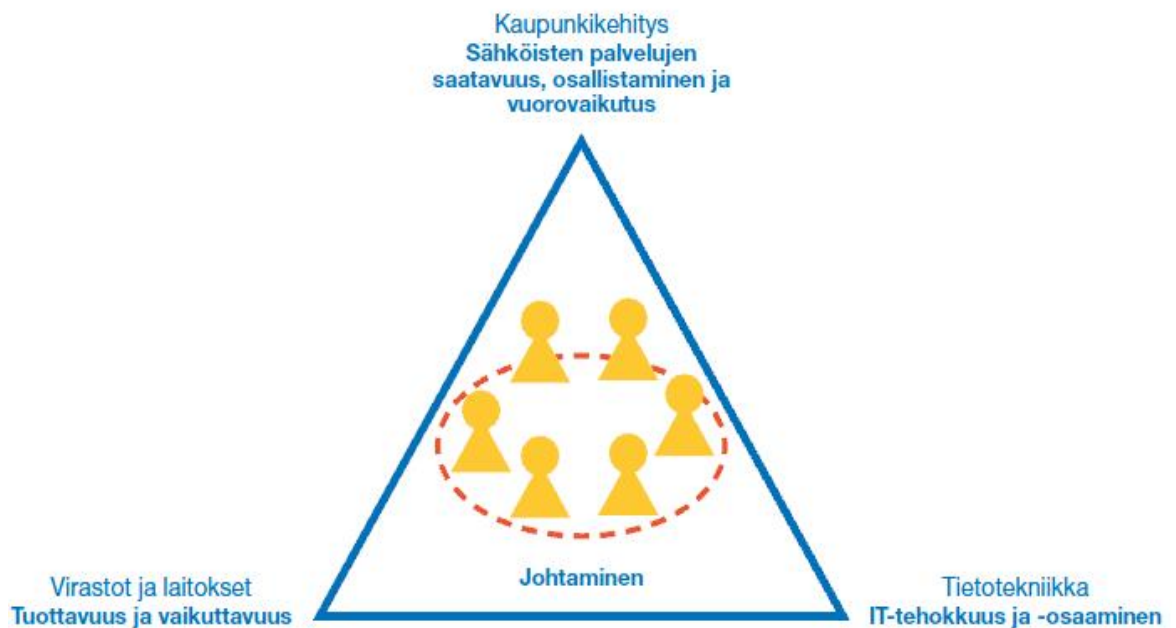 Kaupunkikehitys
Sähköisten palvelujen
saatavuus, osallistaminen ja
vuorovaikutus
Johtaminen
Virastot ja laitokset
Tuottavuus ja vaikuttavuus
Tietotekniikka
IT-tehokkuus ja -osaaminen